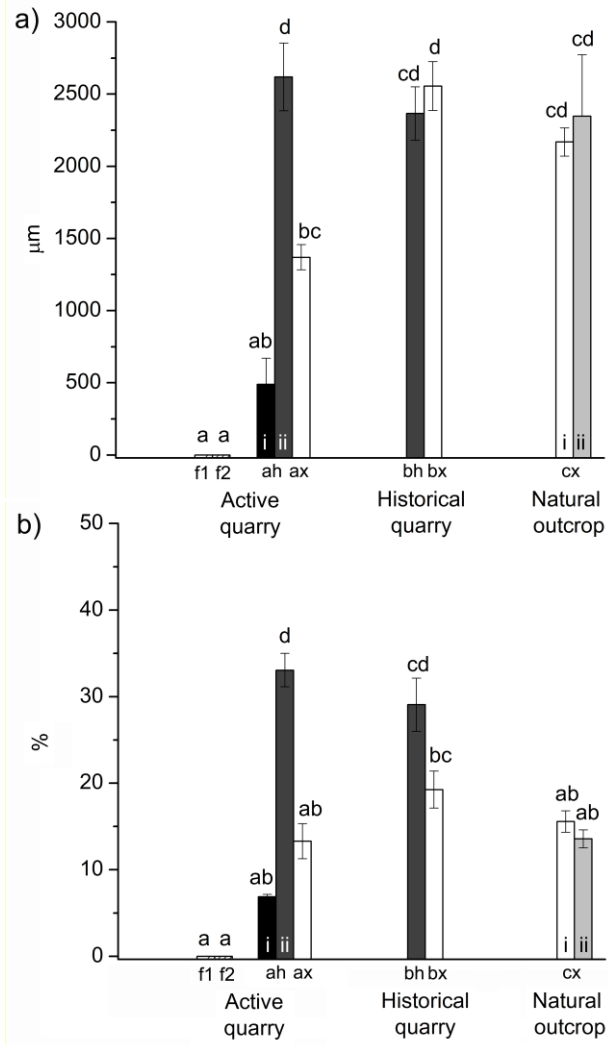 a)
3000
2500
2000
1500
1000
500
0
μm
d
ab
bc
cd
d
cd
cd
a a
i ii
i ii
f1 f2 ah ax bh bx cx
Active quarry
Historical quarry
Natural outcrop
b)
50
40
30
20
10
0
%
d
ab
ab
cd
bc
ab
ab
a a
i ii
i ii
f1 f2 ah ax bh bx cx
Active quarry
Historical quarry
Natural outcrop